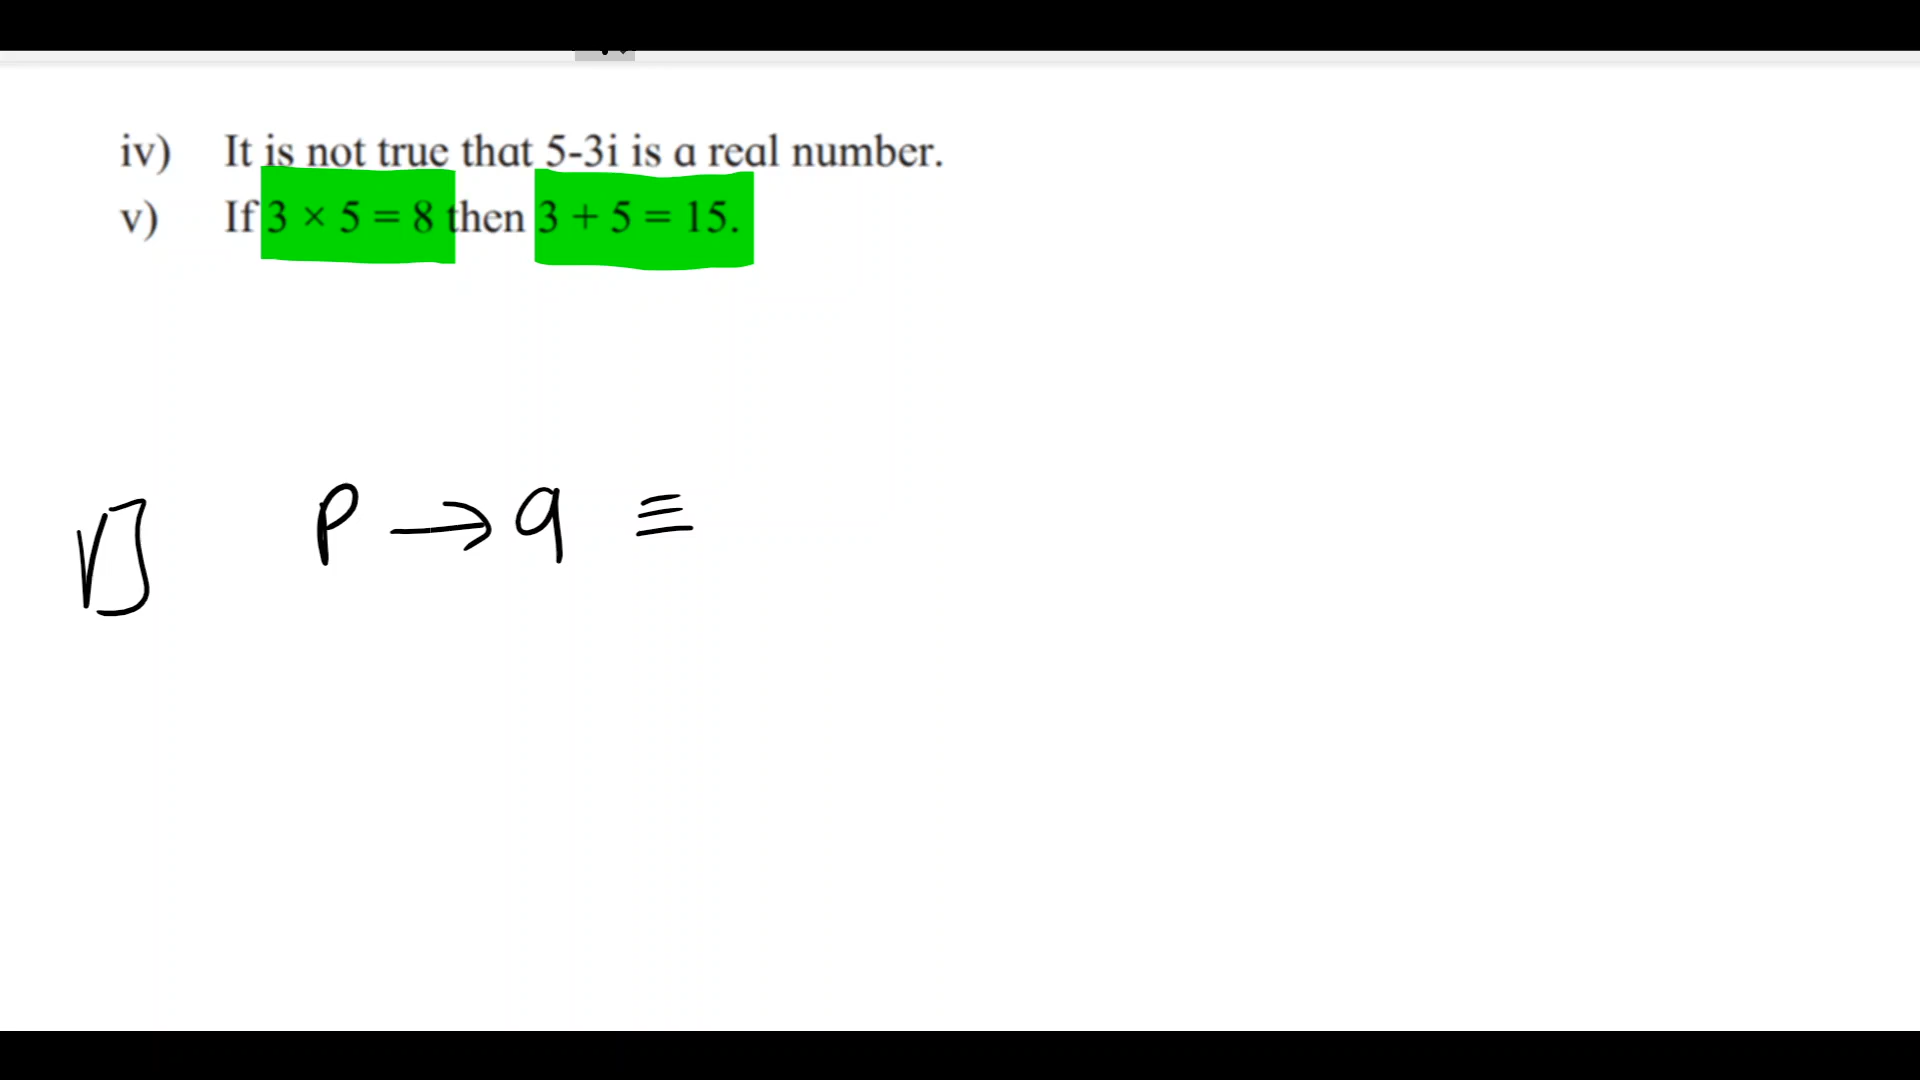 iv) It is not true that 5-3i is a real number.
v) If 3 × 5 = 8 then 3 + 5 = 15.
V] p → q ≡